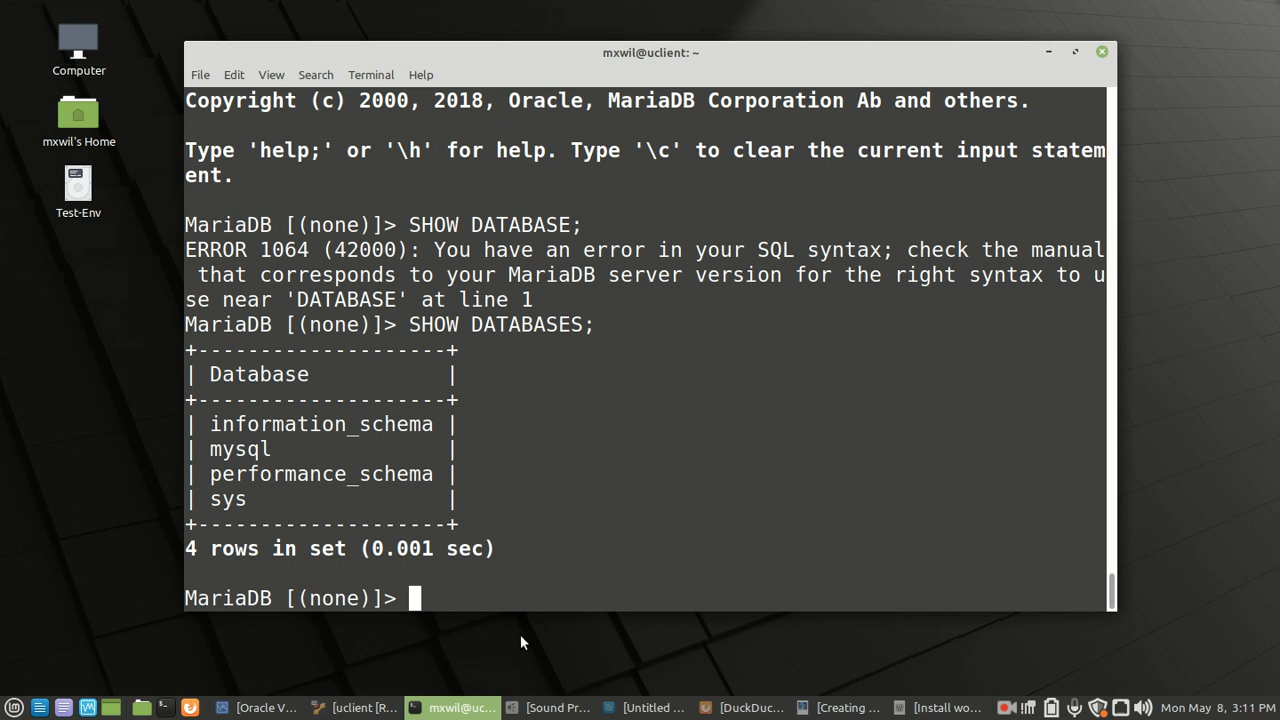 mxwil@uclient: ~
File Edit View Search Terminal Help
Computer
mxwil's Home
Test-Env
Copyright (c) 2000, 2018, Oracle, MariaDB Corporation Ab and others.
Type 'help;' or '\h' for help. Type '\c' to clear the current input statem
ent.
MariaDB [(none)]> SHOW DATABASE;
ERROR 1064 (42000): You have an error in your SQL syntax; check the manual
 that corresponds to your MariaDB server version for the right syntax to u
se near 'DATABASE' at line 1
MariaDB [(none)]> SHOW DATABASES;
+--------------------+
| Database           |
+--------------------+
| information_schema |
| mysql              |
| performance_schema |
| sys                |
+--------------------+
4 rows in set (0.001 sec)
MariaDB [(none)]>
[Oracle V... [uclient [R... mxwil@uc... [Sound Pr... [Untitled ... [DuckDuc... [Creating ... [Install wo... Mon May 8, 3:11 PM